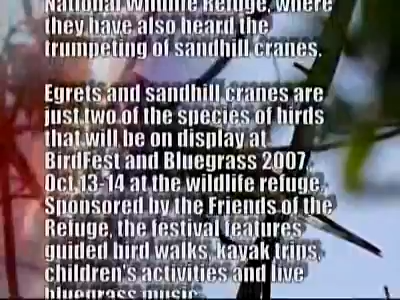 National Wildlife Refuge, where
they have also heard the
trumpeting of sandhill cranes.
Egrets and sandhill cranes are
just two of the species of birds
that will be on display at
BirdFest and Bluegrass 2007,
Oct.13-14 at the wildlife refuge.
Sponsored by the Friends of the
Refuge, the festival features
guided bird walks, kayak trips,
children's activities and live
bluegrass music.